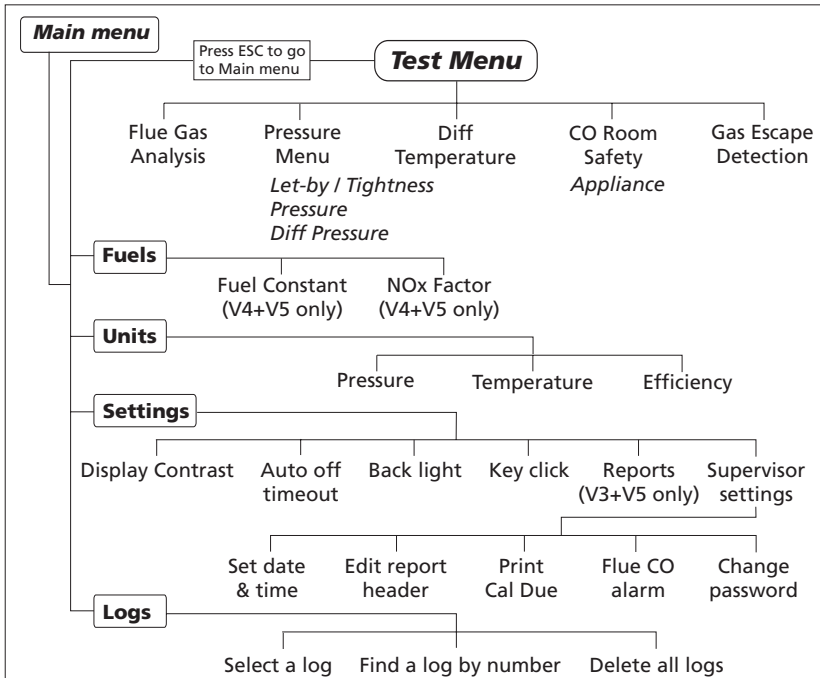 Main menu
Press ESC to go
to Main menu
Test Menu
Flue Gas
Analysis
Pressure
Menu
Let-by / Tightness
Pressure
Diff Pressure
Diff
Temperature
CO Room
Safety
Appliance
Gas Escape
Detection
Fuels
Fuel Constant
(V4+V5 only)
NOx Factor
(V4+V5 only)
Units
Pressure
Temperature
Efficiency
Settings
Display Contrast
Auto off
timeout
Back light
Key click
Reports
(V3+V5 only)
Supervisor
settings
Set date
& time
Edit report
header
Print
Cal Due
Flue CO
alarm
Change
password
Logs
Select a log
Find a log by number
Delete all logs